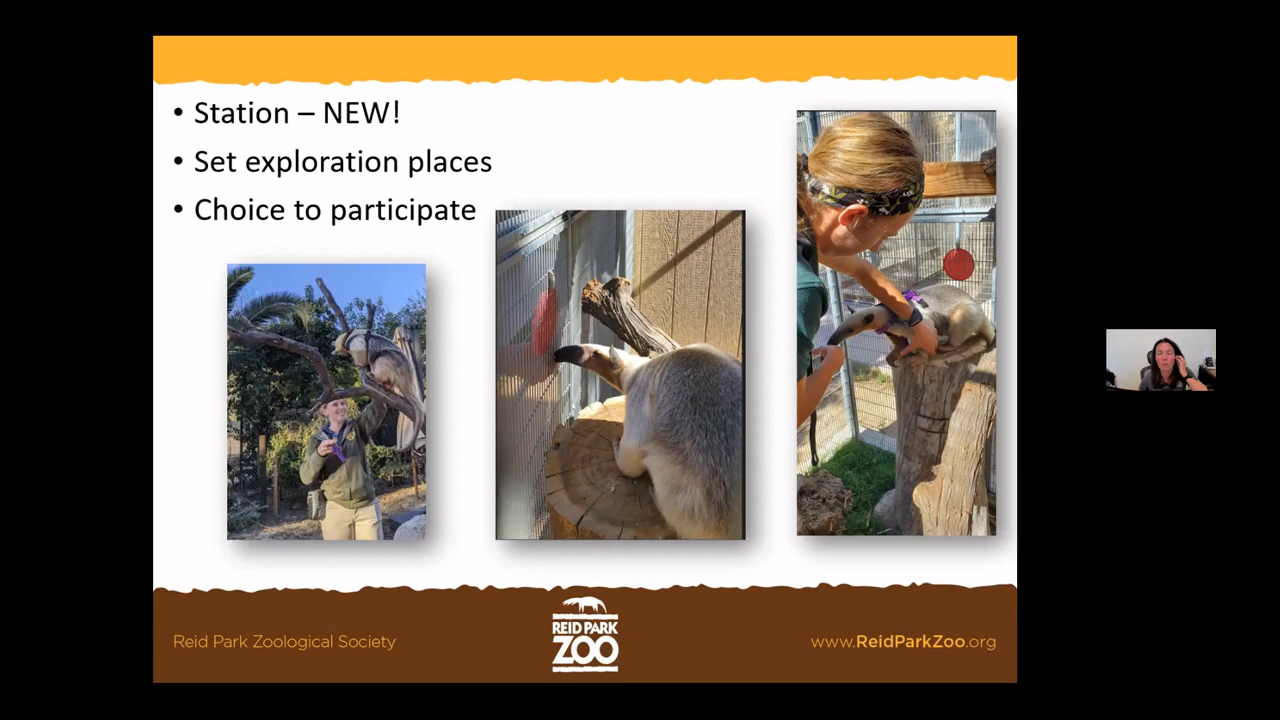 • Station – NEW!
• Set exploration places
• Choice to participate
Reid Park Zoological Society
REID PARK
ZOO
www.ReidParkZoo.org